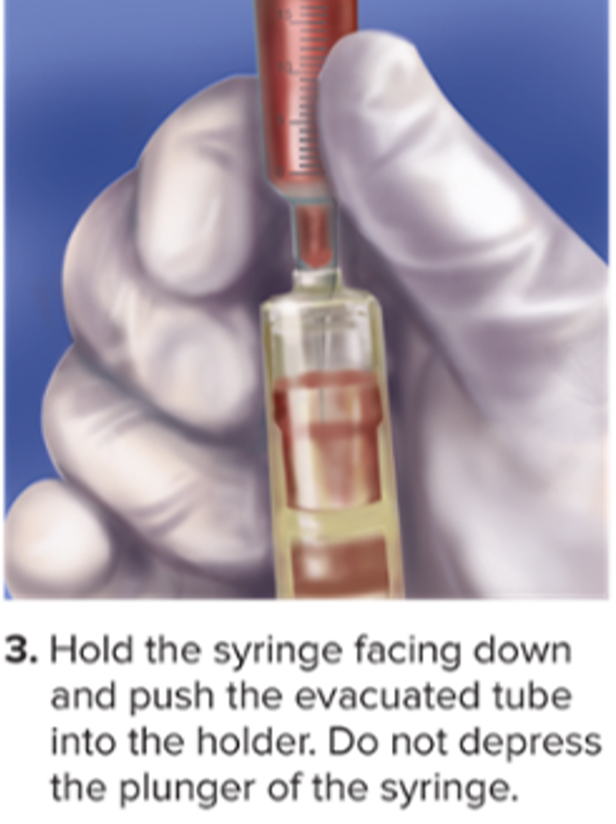 3. Hold the syringe facing down
and push the evacuated tube
into the holder. Do not depress
the plunger of the syringe.